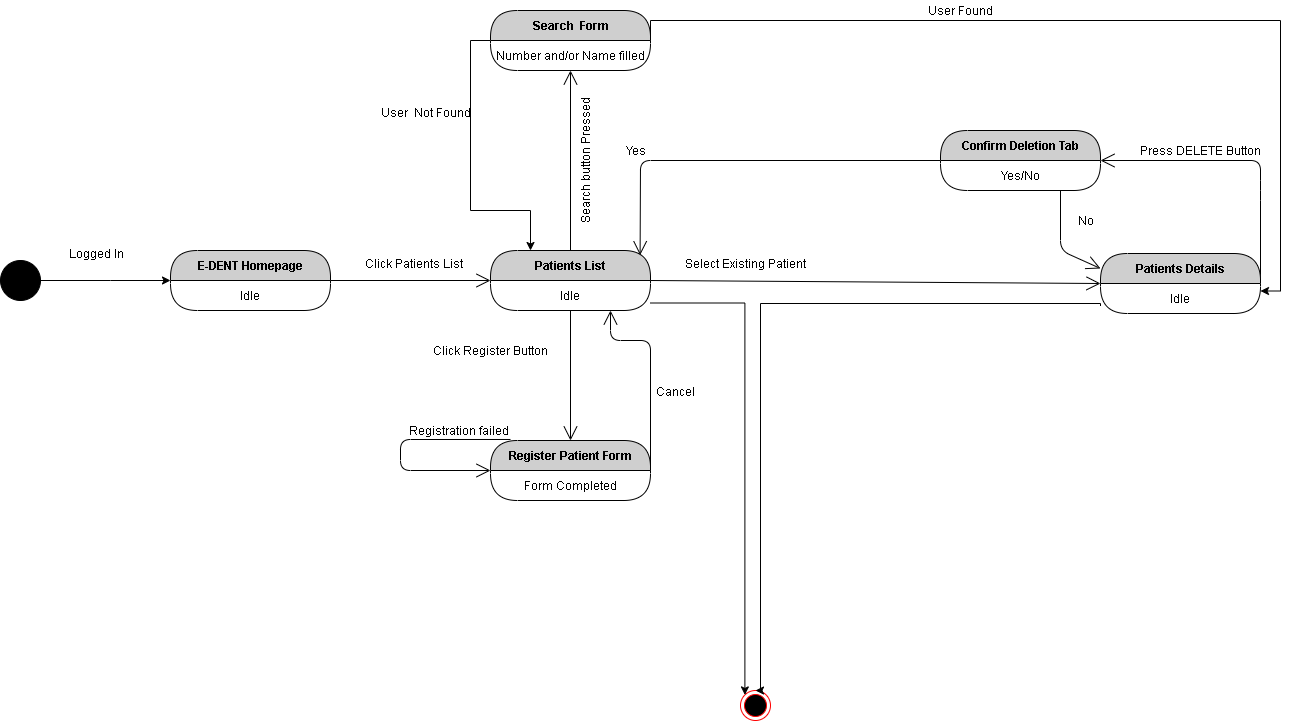 User Found
Search Form
Number and/or Name filled
User Not Found
Search button Pressed
Yes
Confirm Deletion Tab
Yes/No
Press DELETE Button
No
Logged In
E-DENT Homepage
Idle
Click Patients List
Patients List
Idle
Select Existing Patient
Patients Details
Idle
Click Register Button
Cancel
Registration failed
Register Patient Form
Form Completed